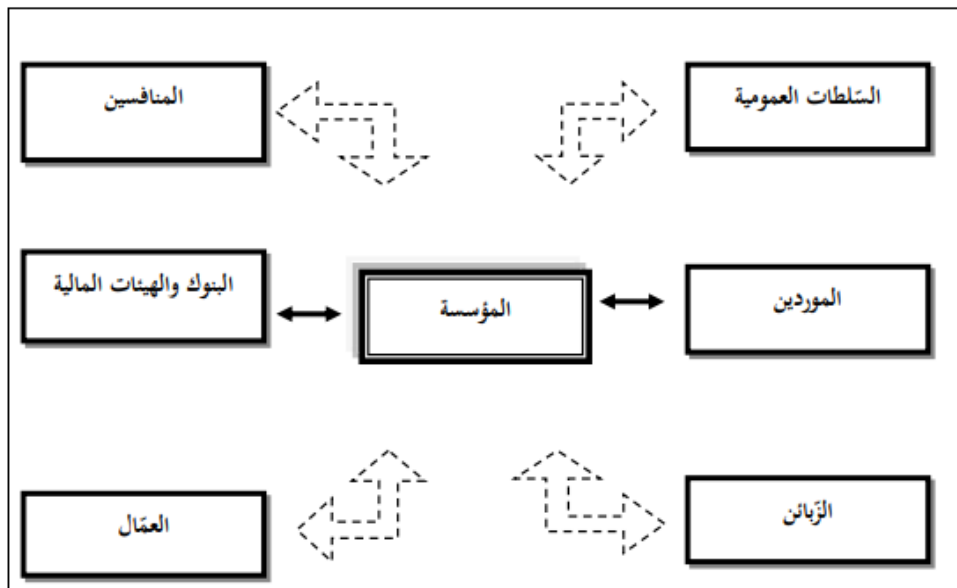 السّلطات العمومية
المنافسين
الموردين
المؤسسة
البنوك والهيئات المالية
الزّبائن
العمّال